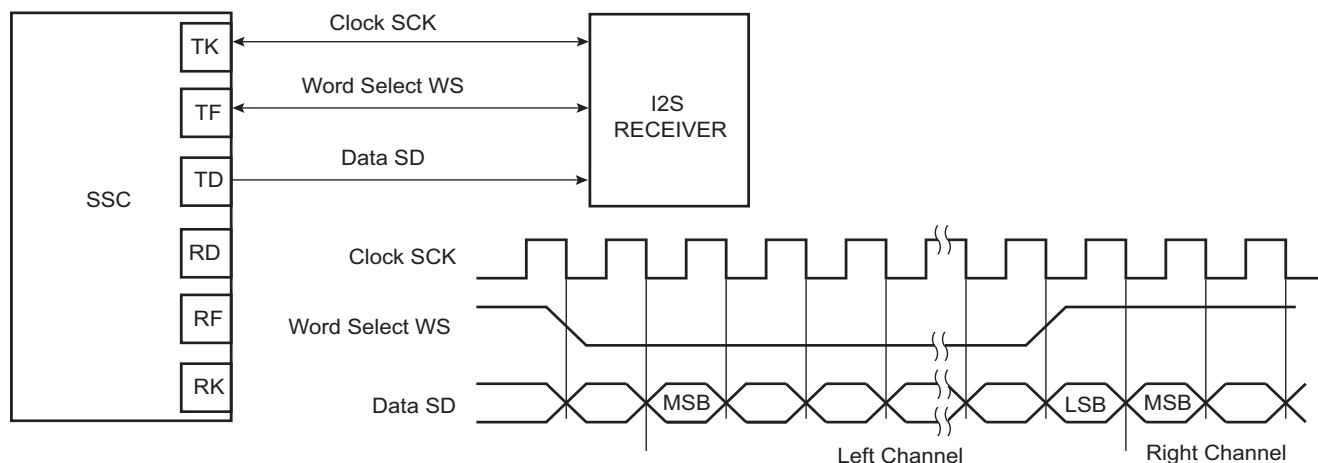 Clock SCK
TK
Word Select WS
TF
I2S
RECEIVER
Data SD
TD
SSC
RD
Clock SCK
RF
Word Select WS
RK
Data SD
MSB
LSB
MSB
Left Channel
Right Channel